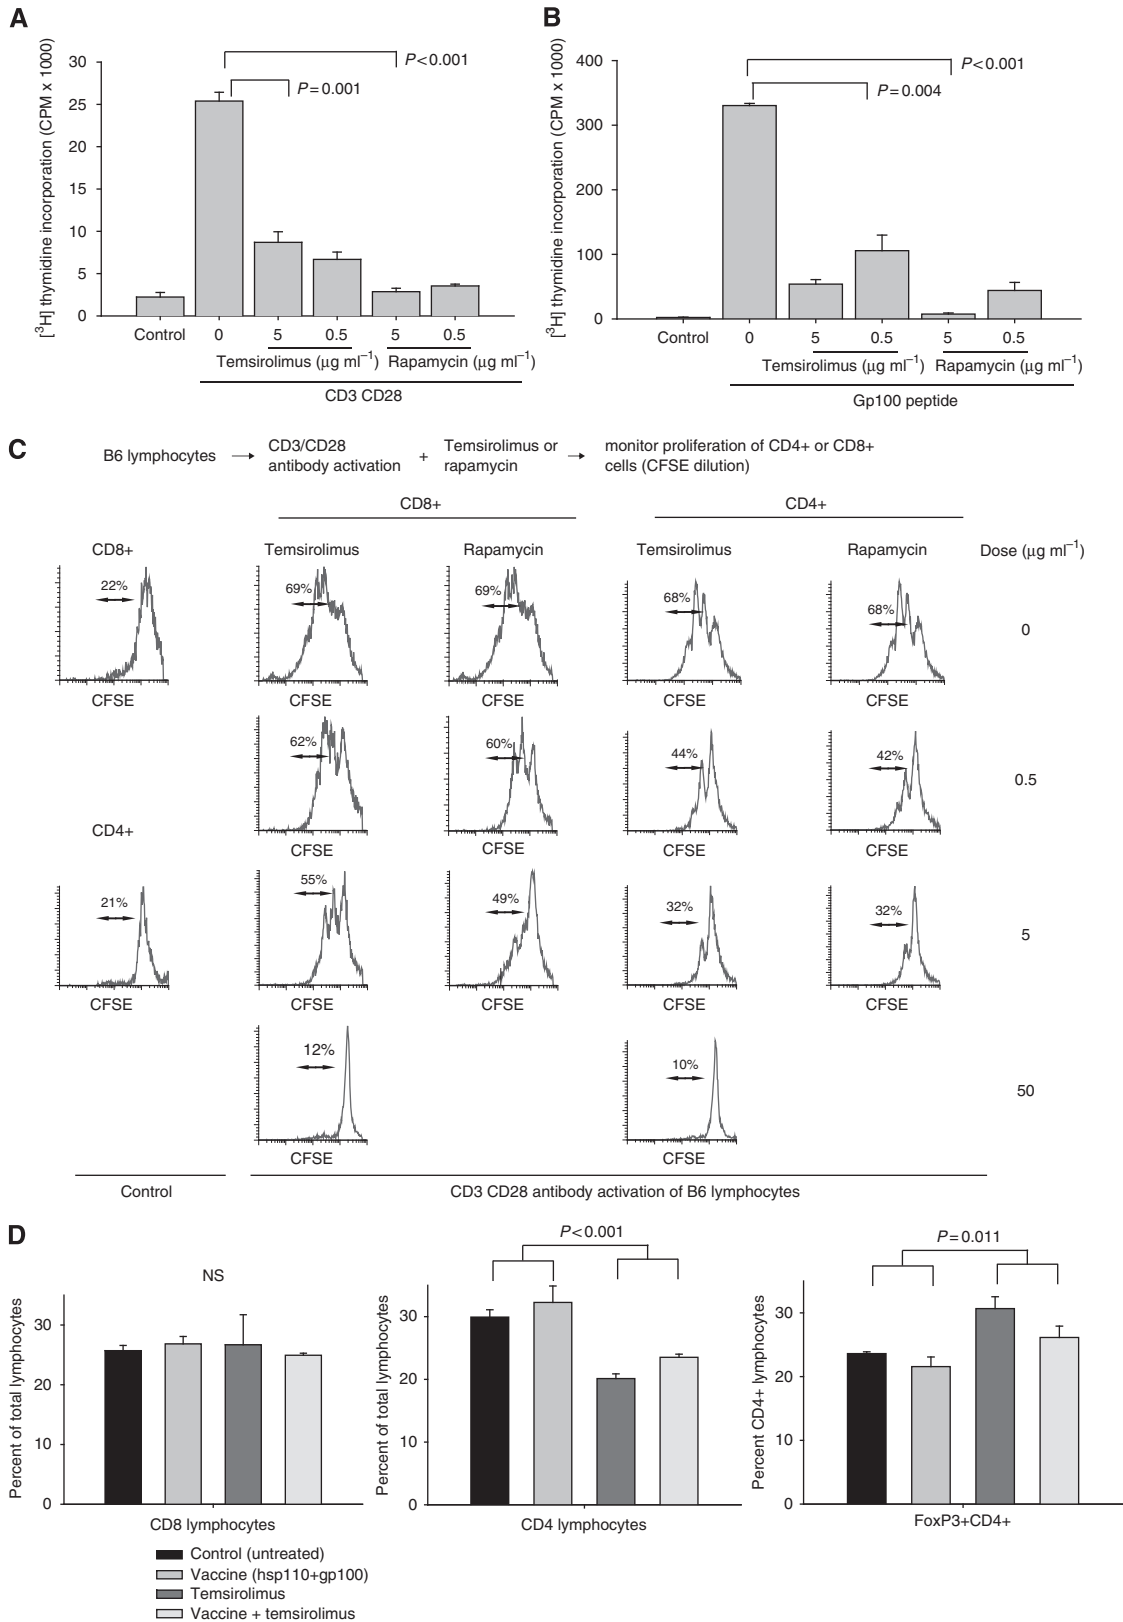 A
[³H] thymidine incorporation (CPM x 1000)
30
25
20
15
10
5
0
P<0.001
P=0.001
Control 0 5 0.5 5 0.5
Temsirolimus (μg ml⁻¹) Rapamycin (μg ml⁻¹)
CD3 CD28
B
[³H] thymidine incorporation (CPM x 1000)
400
300
200
100
0
P<0.001
P=0.004
Control 0 5 0.5 5 0.5
Temsirolimus (μg ml⁻¹) Rapamycin (μg ml⁻¹)
Gp100 peptide
C
B6 lymphocytes → CD3/CD28 antibody activation + Temsirolimus or rapamycin → monitor proliferation of CD4+ or CD8+ cells (CFSE dilution)
CD8+ CD4+
CD8+ Temsirolimus Rapamycin Temsirolimus Rapamycin Dose (μg ml⁻¹)
22% 69% 69% 68% 68% 0
CFSE CFSE CFSE CFSE CFSE
62% 60% 44% 42% 0.5
CD4+
CFSE CFSE CFSE CFSE
21% 55% 49% 32% 32% 5
CFSE CFSE CFSE CFSE CFSE
12% 10% 50
CFSE CFSE
Control CD3 CD28 antibody activation of B6 lymphocytes
D
NS
Percent of total lymphocytes
30
20
10
0
CD8 lymphocytes
P<0.001
Percent of total lymphocytes
30
20
10
0
CD4 lymphocytes
P=0.011
Percent CD4+ lymphocytes
30
20
10
0
FoxP3+CD4+
Control (untreated)
Vaccine (hsp110+gp100)
Temsirolimus
Vaccine + temsirolimus